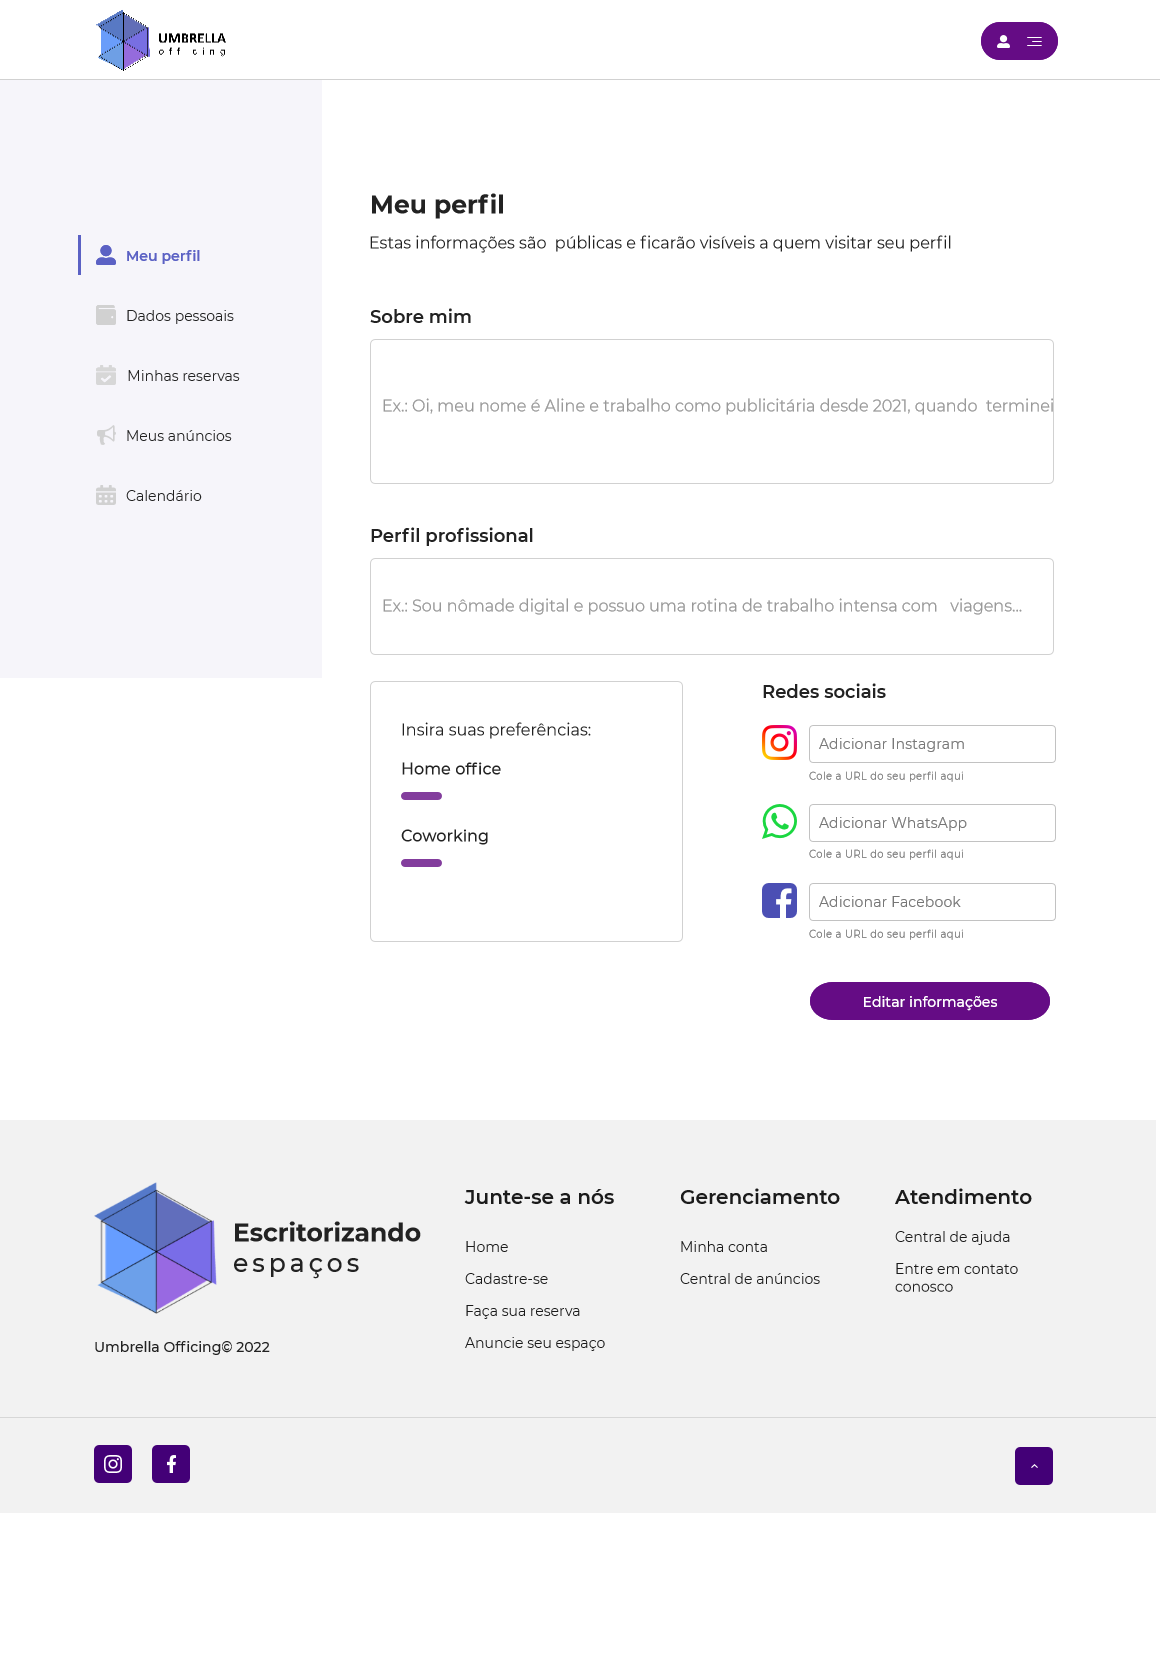 UMBRELLA
officing
Meu perfil
Dados pessoais
Minhas reservas
Meus anúncios
Calendário
Meu perfil
Estas informações são  públicas e ficarão visíveis a quem visitar seu perfil
Sobre mim
Ex.: Oi, meu nome é Aline e trabalho como publicitária desde 2021, quando  terminei
Perfil profissional
Ex.: Sou nômade digital e possuo uma rotina de trabalho intensa com   viagens...
Insira suas preferências:
Home office
Coworking
Redes sociais
Adicionar Instagram
Cole a URL do seu perfil aqui
Adicionar WhatsApp
Cole a URL do seu perfil aqui
Adicionar Facebook
Cole a URL do seu perfil aqui
Editar informações
Escritorizando
espaços
Umbrella Officing© 2022
Junte-se a nós
Home
Cadastre-se
Faça sua reserva
Anuncie seu espaço
Gerenciamento
Minha conta
Central de anúncios
Atendimento
Central de ajuda
Entre em contato
conosco